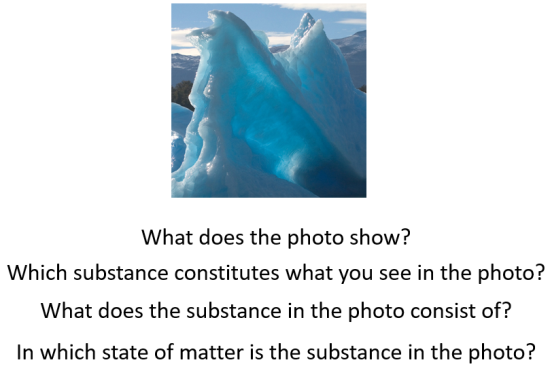 What does the photo show?
Which substance constitutes what you see in the photo?
What does the substance in the photo consist of?
In which state of matter is the substance in the photo?